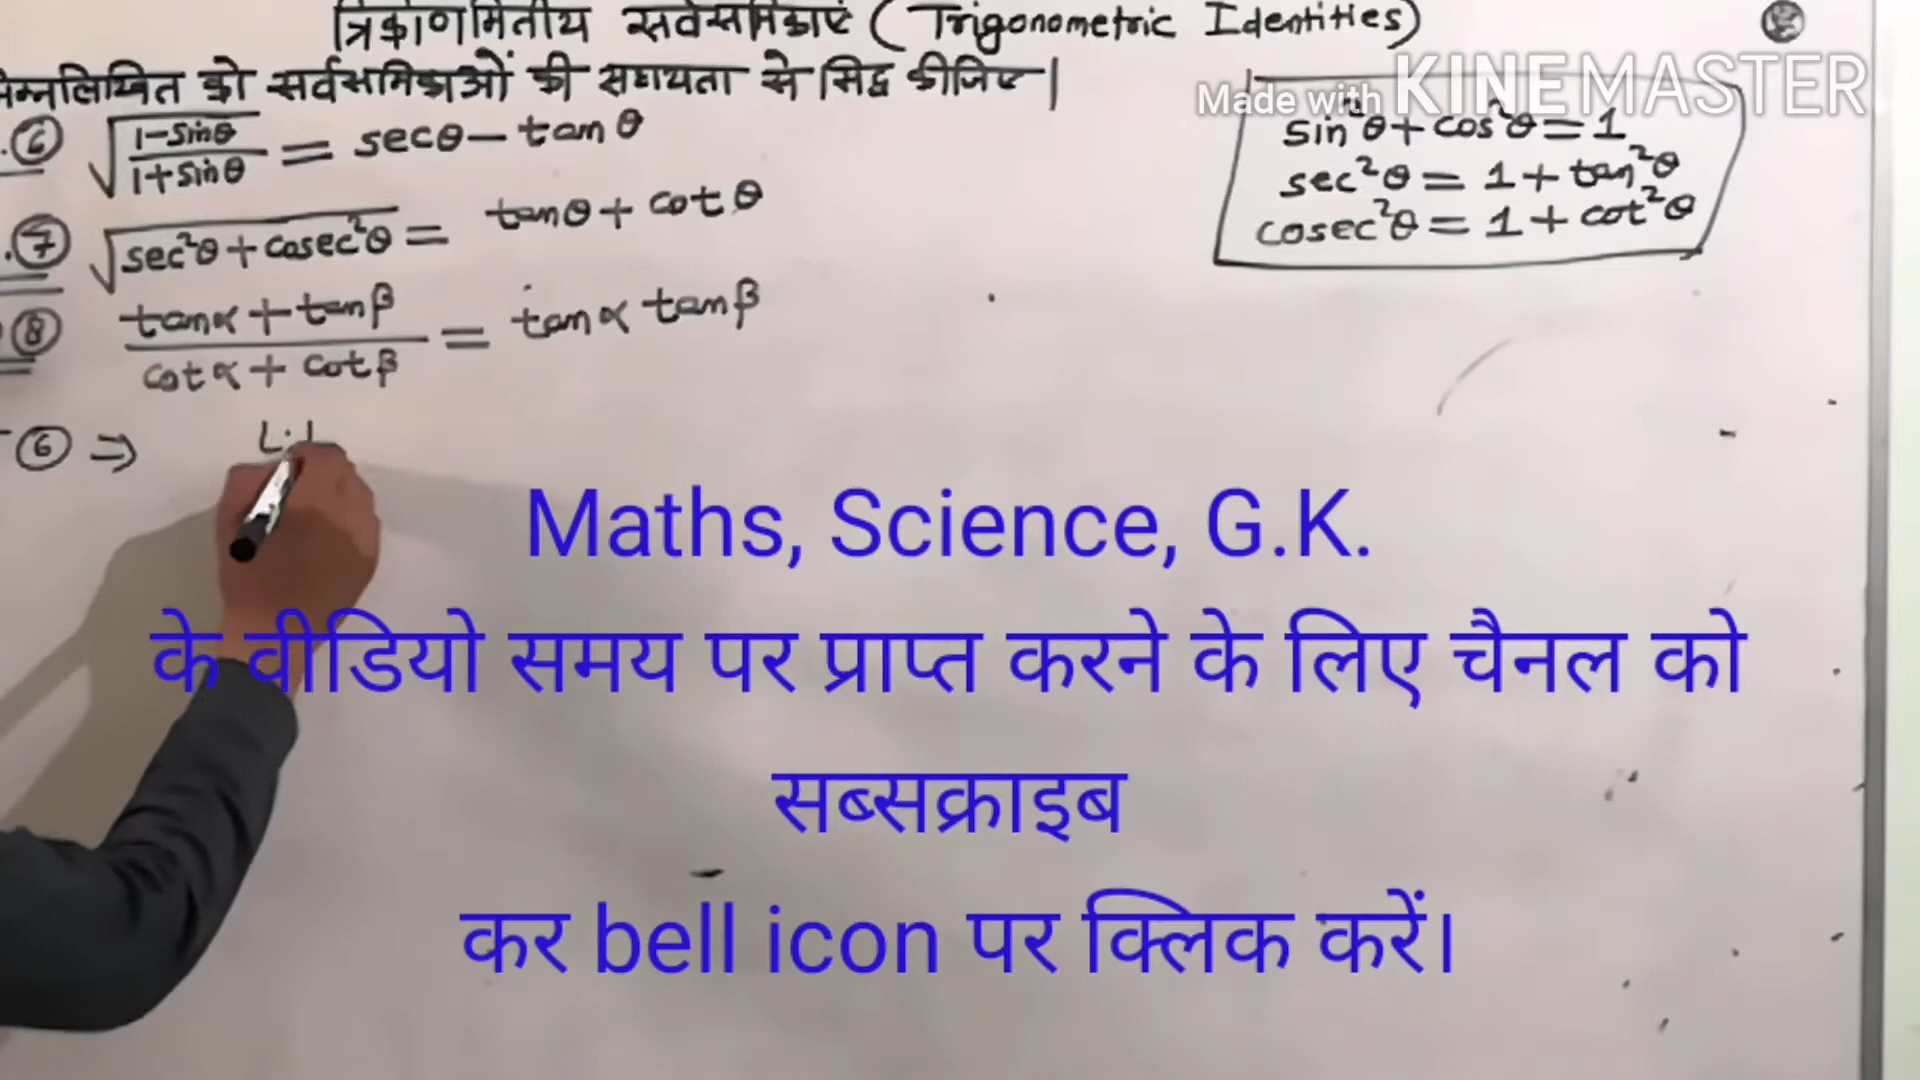 त्रिकोणमितीय सर्वसमिकाएं (Trigonometric Identities)
निम्नलिखित को सर्वसमिकाओं की सहायता से सिद्ध कीजिए।
Made with KINEMASTER
.⑥ √((1-sinθ)/(1+sinθ)) = secθ - tanθ
.⑦ √(sec²θ + cosec²θ) = tanθ + cotθ
⑧ (tanα + tanβ)/(cotα + cotβ) = tanα tanβ
sin²θ + cos²θ = 1
sec²θ = 1 + tan²θ
cosec²θ = 1 + cot²θ
⑥ ⇒ L.
Maths, Science, G.K.
के वीडियो समय पर प्राप्त करने के लिए चैनल को
सब्सक्राइब
कर bell icon पर क्लिक करें।